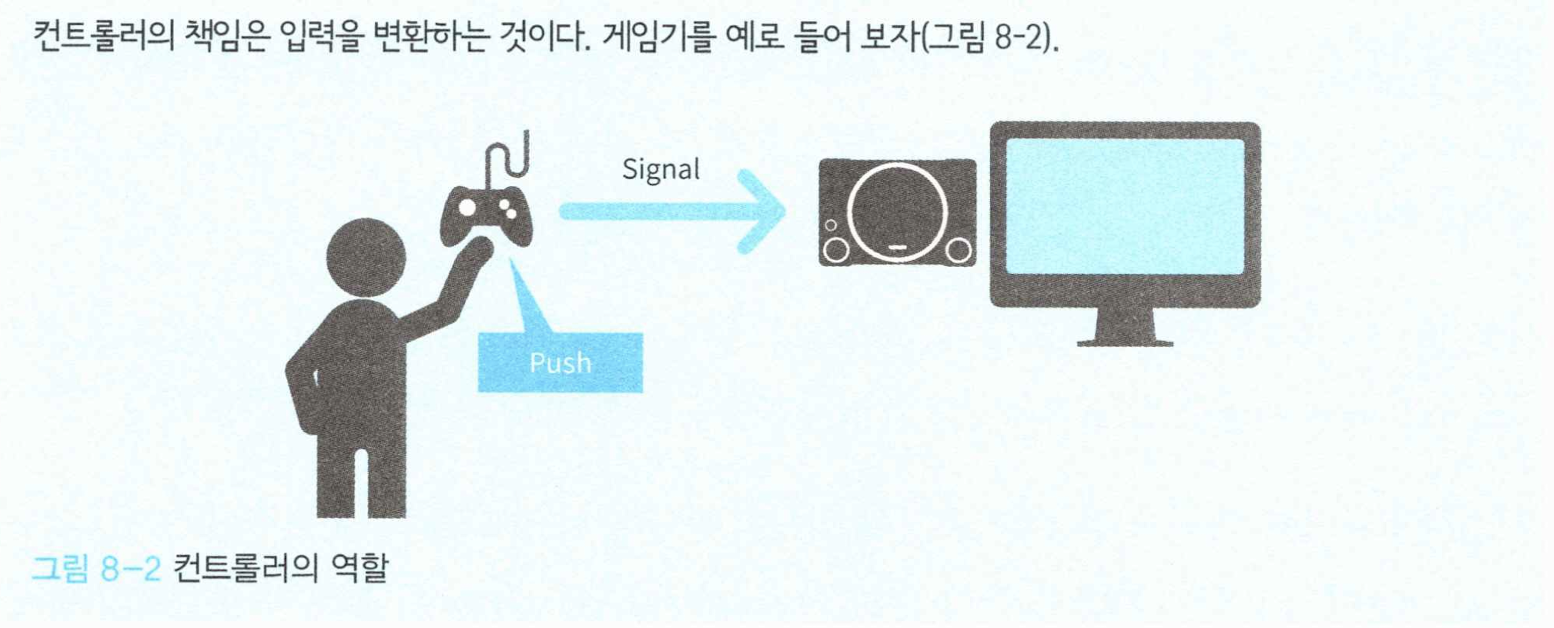 컨트롤러의 책임은 입력을 변환하는 것이다. 게임기를 예로 들어 보자(그림 8-2).
Signal
Push
그림 8-2 컨트롤러의 역할